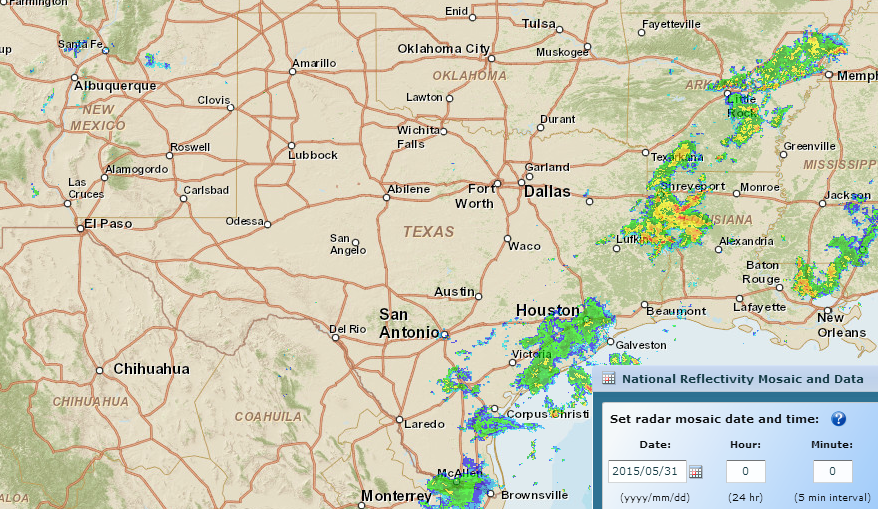 Farmington
Enid
Tulsa
Fayetteville
Santa Fe
Oklahoma City
Muskogee
Amarillo
OKLAHOMA
Memph
Albuquerque
ARK
Little
Rock
Clovis
Lawton
NEW
MEXICO
Wichita
Falls
Durant
Roswell
Lubbock
Greenville
Texarkana
MISSISSIPP
Alamogordo
Garland
Las
Cruces
Carlsbad
Abilene
Fort
Worth
Dallas
Shreveport
Monroe
Jackson
El Paso
Odessa
TEXAS
ISIANA
San
Angelo
Waco
Lufk
Alexandria
Baton
Rouge
Austin
San
Antonio
Houston
Beaumont
Lafayette
New
Orleans
Del Rio
Galveston
Victoria
Chihuahua
CHIHUAHUA
COAHUILA
Laredo
Corpus Christi
McAllen
Monterrey
Brownsville
ALOA
National Reflectivity Mosaic and Data
Set radar mosaic date and time: ?
Date: Hour: Minute:
2015/05/31 0 0
(yyyy/mm/dd) (24 hr) (5 min interval)